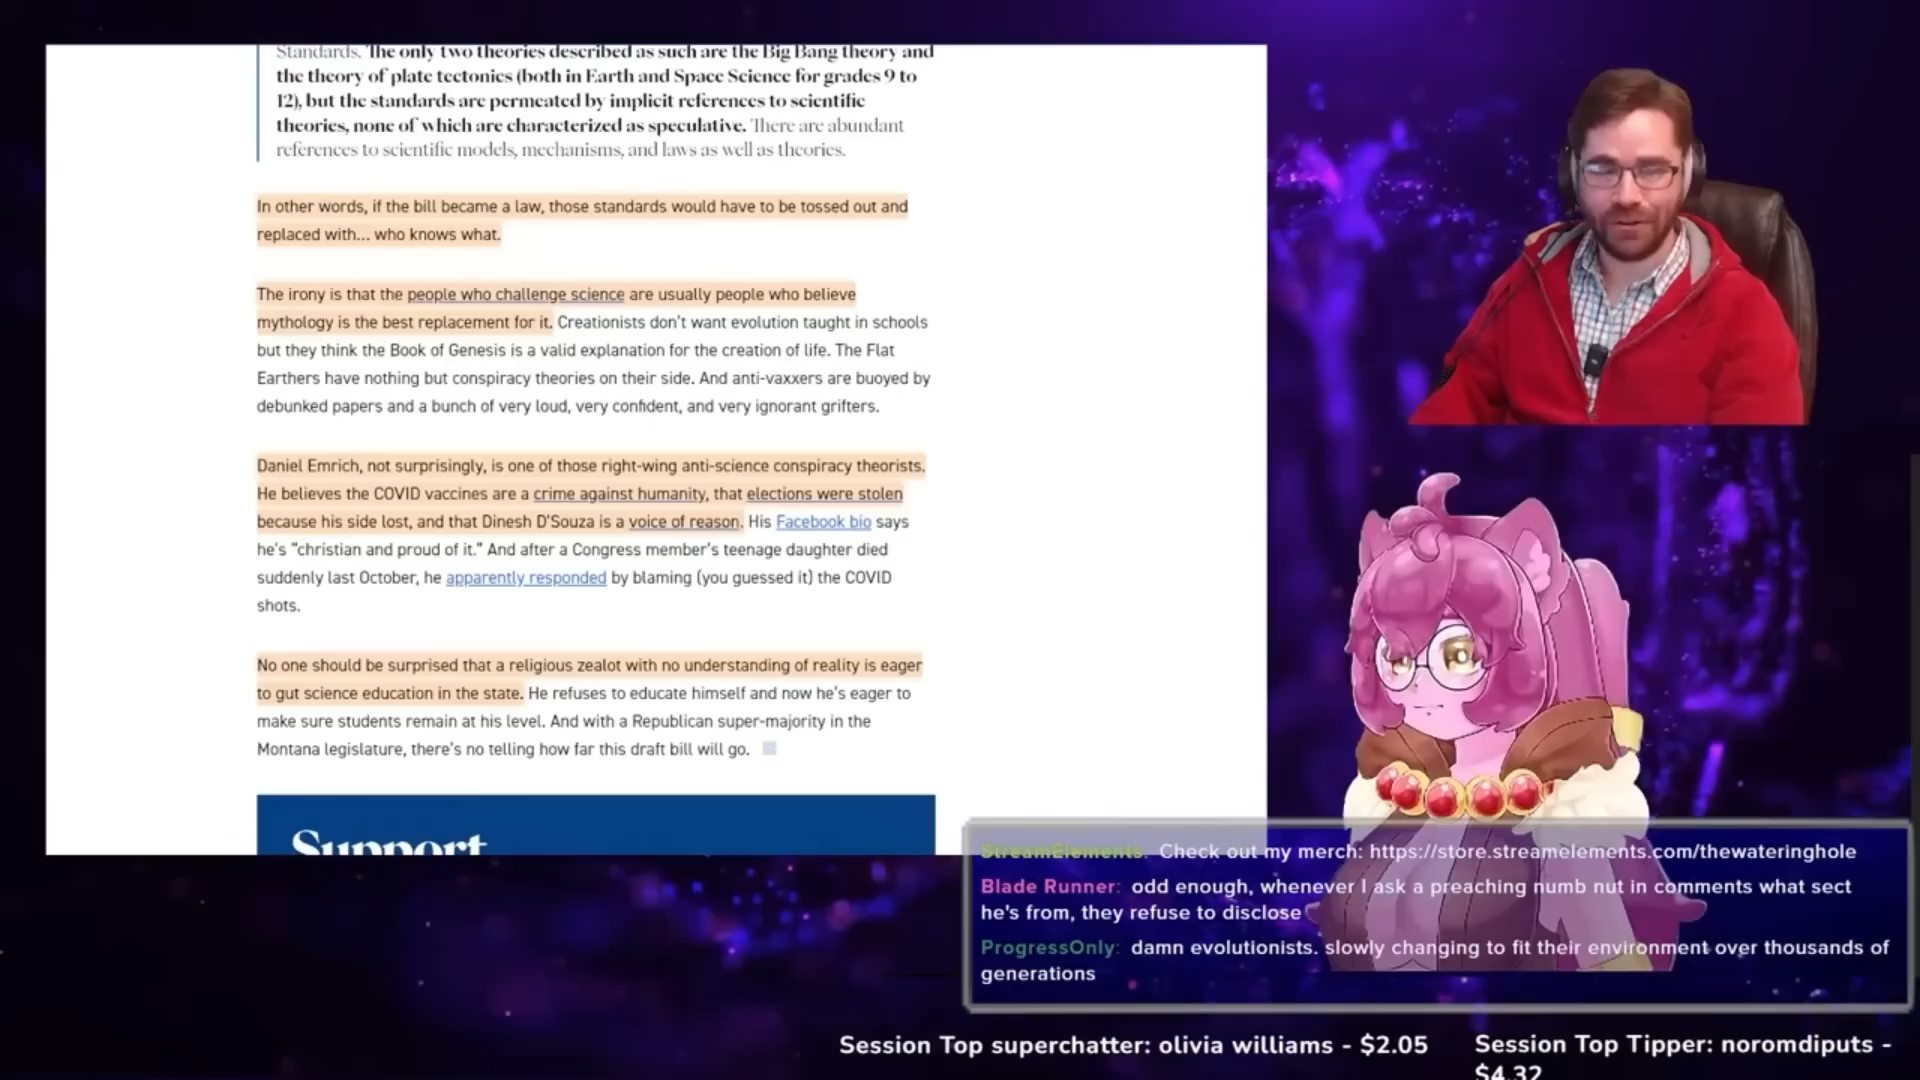 Standards. The only two theories described as such are the Big Bang theory and
the theory of plate tectonics (both in Earth and Space Science for grades 9 to
12), but the standards are permeated by implicit references to scientific
theories, none of which are characterized as speculative. There are abundant
references to scientific models, mechanisms, and laws as well as theories.
In other words, if the bill became a law, those standards would have to be tossed out and
replaced with... who knows what.
The irony is that the people who challenge science are usually people who believe
mythology is the best replacement for it. Creationists don't want evolution taught in schools
but they think the Book of Genesis is a valid explanation for the creation of life. The Flat
Earthers have nothing but conspiracy theories on their side. And anti-vaxxers are buoyed by
debunked papers and a bunch of very loud, very confident, and very ignorant grifters.
Daniel Emrich, not surprisingly, is one of those right-wing anti-science conspiracy theorists.
He believes the COVID vaccines are a crime against humanity, that elections were stolen
because his side lost, and that Dinesh D'Souza is a voice of reason. His Facebook bio says
he's "christian and proud of it." And after a Congress member's teenage daughter died
suddenly last October, he apparently responded by blaming (you guessed it) the COVID
shots.
No one should be surprised that a religious zealot with no understanding of reality is eager
to gut science education in the state. He refuses to educate himself and now he's eager to
make sure students remain at his level. And with a Republican super-majority in the
Montana legislature, there's no telling how far this draft bill will go.
Support
StreamElements: Check out my merch: https://store.streamelements.com/thewateringhole
Blade Runner: odd enough, whenever I ask a preaching numb nut in comments what sect
he's from, they refuse to disclose
ProgressOnly: damn evolutionists. slowly changing to fit their environment over thousands of
generations
Session Top superchatter: olivia williams - $2.05
Session Top Tipper: noromdiputs -
$4.32